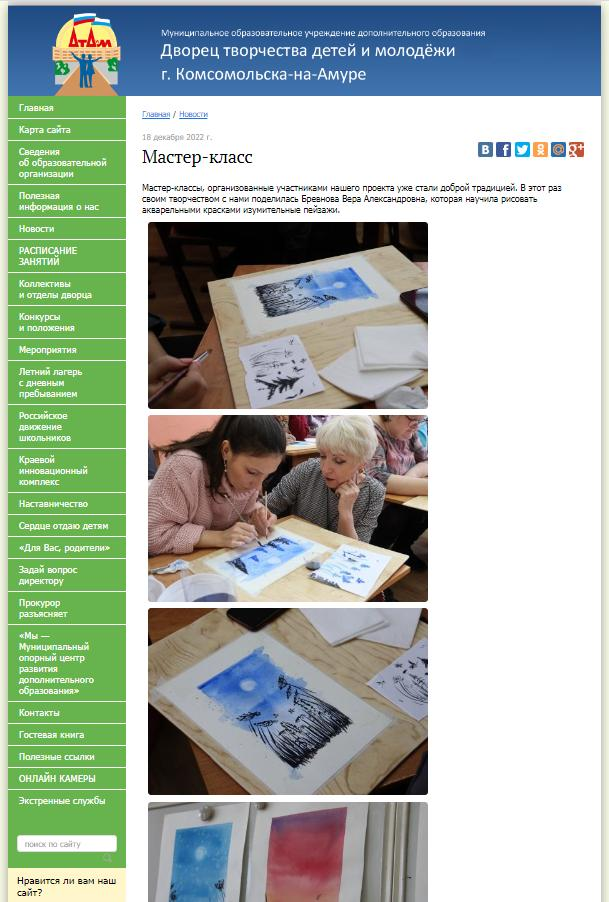 ДТДиМ
Муниципальное образовательное учреждение дополнительного образования
Дворец творчества детей и молодёжи
г. Комсомольска-на-Амуре
Главная
Карта сайта
Сведения
об образовательной
организации
Полезная
информация о нас
Новости
РАСПИСАНИЕ
ЗАНЯТИЙ
Коллективы
и отделы дворца
Конкурсы
и положения
Мероприятия
Летний лагерь
с дневным
пребыванием
Российское
движение
школьников
Краевой
инновационный
комплекс
Наставничество
Сердце отдаю детям
«Для Вас, родители»
Задай вопрос
директору
Прокурор
разъясняет
«Мы —
Муниципальный
опорный центр
развития
дополнительного
образования»
Контакты
Гостевая книга
Полезные ссылки
ОНЛАЙН КАМЕРЫ
Экстренные службы
поиск по сайту
Нравится ли вам наш
сайт?
Главная / Новости
18 декабря 2022 г.
Мастер-класс
Мастер-классы, организованные участниками нашего проекта уже стали доброй традицией. В этот раз
своим творчеством с нами поделилась Бревнова Вера Александровна, которая научила рисовать
акварельными красками изумительные пейзажи.